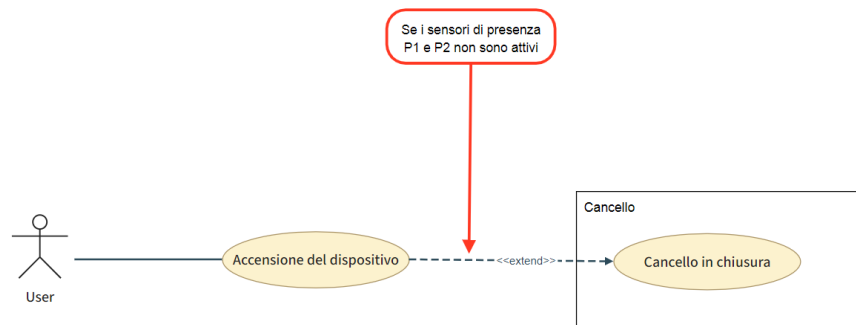 Se i sensori di presenza
P1 e P2 non sono attivi
Cancello
Accensione del dispositivo
<<extend>>
Cancello in chiusura
User